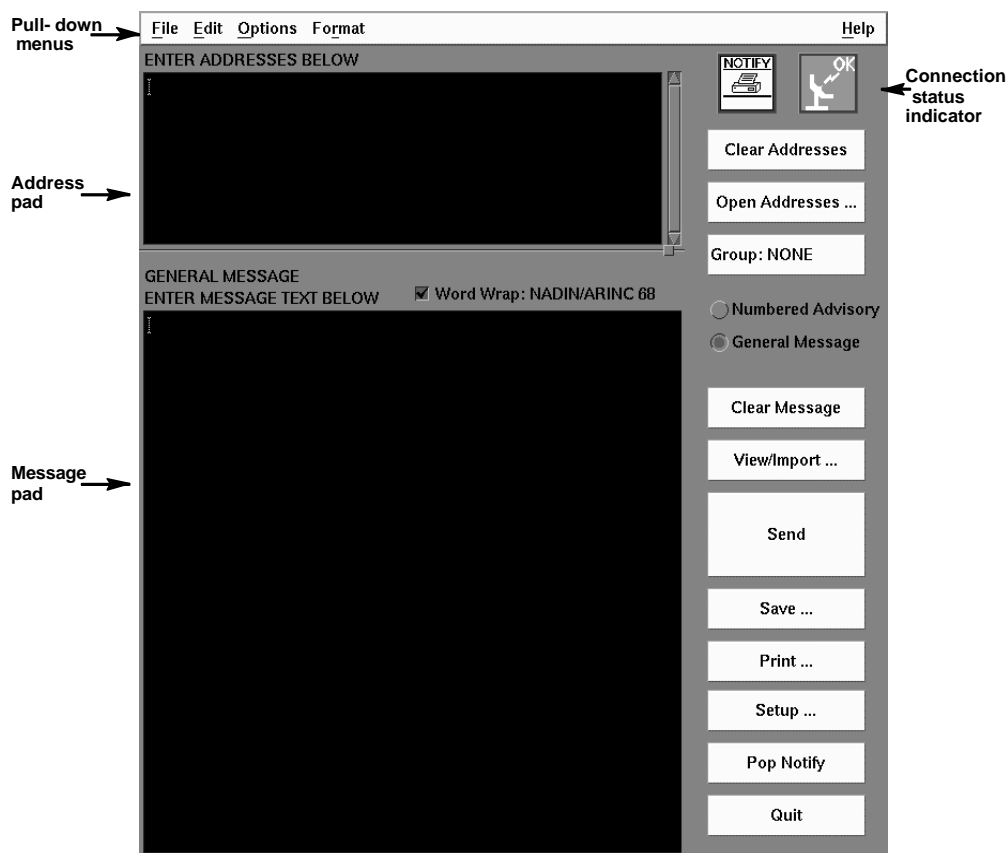 Pull- down
menus
File Edit Options Format Help
ENTER ADDRESSES BELOW
NOTIFY
OK
Connection
status
indicator
Clear Addresses
Address
pad
Open Addresses ...
Group: NONE
GENERAL MESSAGE
ENTER MESSAGE TEXT BELOW
Word Wrap: NADIN/ARINC 68
Numbered Advisory
General Message
Clear Message
View/Import ...
Message
pad
Send
Save ...
Print ...
Setup ...
Pop Notify
Quit